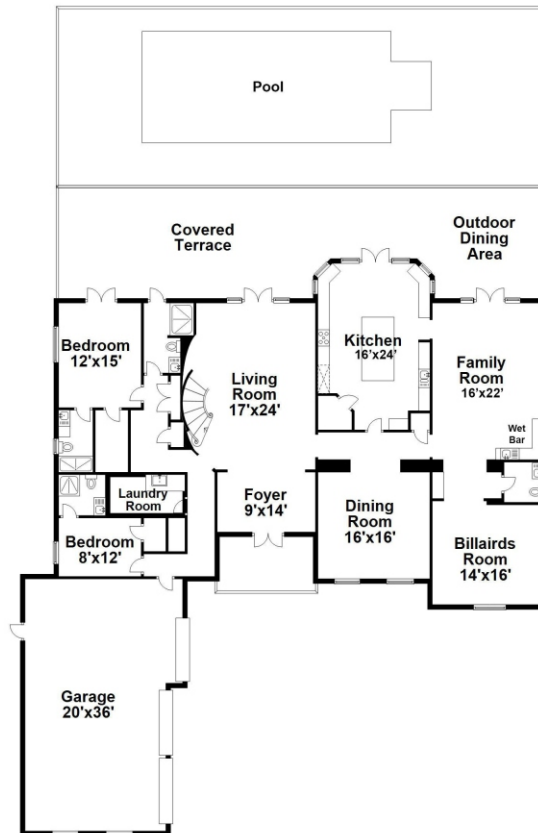 Pool
Covered
Terrace
Outdoor
Dining
Area
Bedroom
12'x15'
Living
Room
17'x24'
Kitchen
16'x24'
Family
Room
16'x22'
Wet
Bar
Laundry
Room
Foyer
9'x14'
Dining
Room
16'x16'
Bedroom
8'x12'
Billairds
Room
14'x16'
Garage
20'x36'